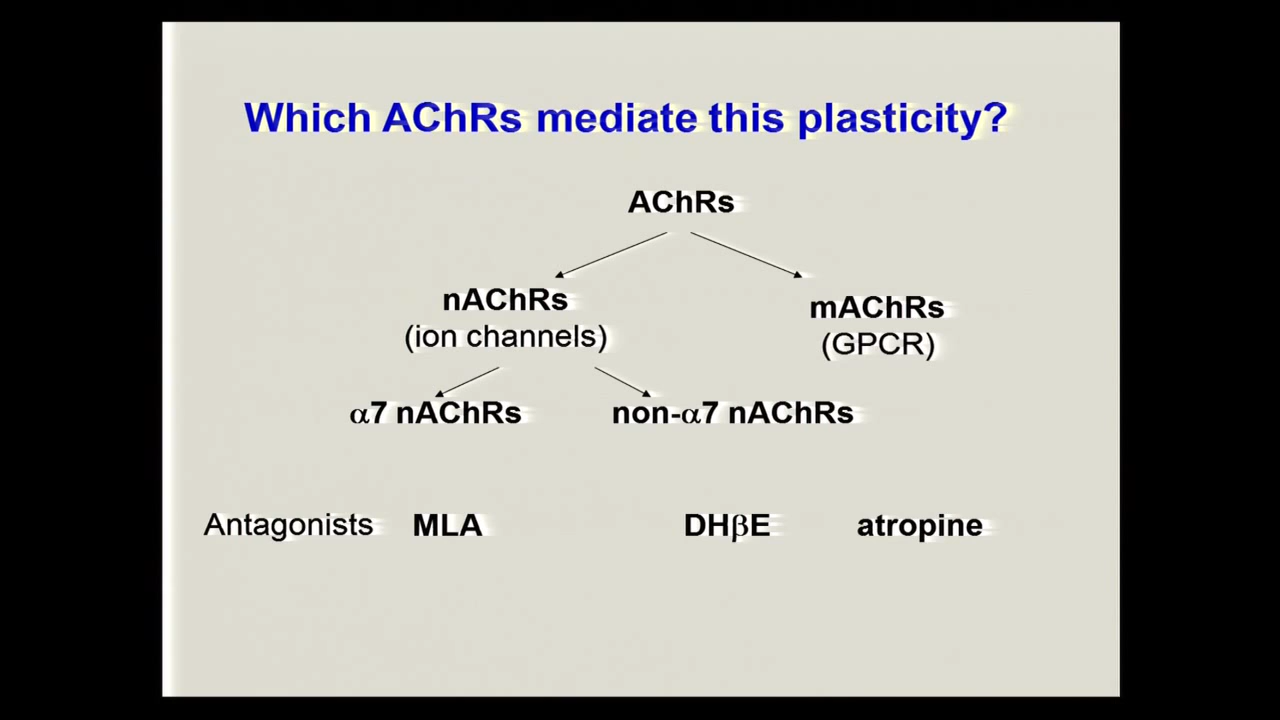 Which AChRs mediate this plasticity?
AChRs
nAChRs
(ion channels)
mAChRs
(GPCR)
α7 nAChRs
non-α7 nAChRs
Antagonists MLA DHβE atropine